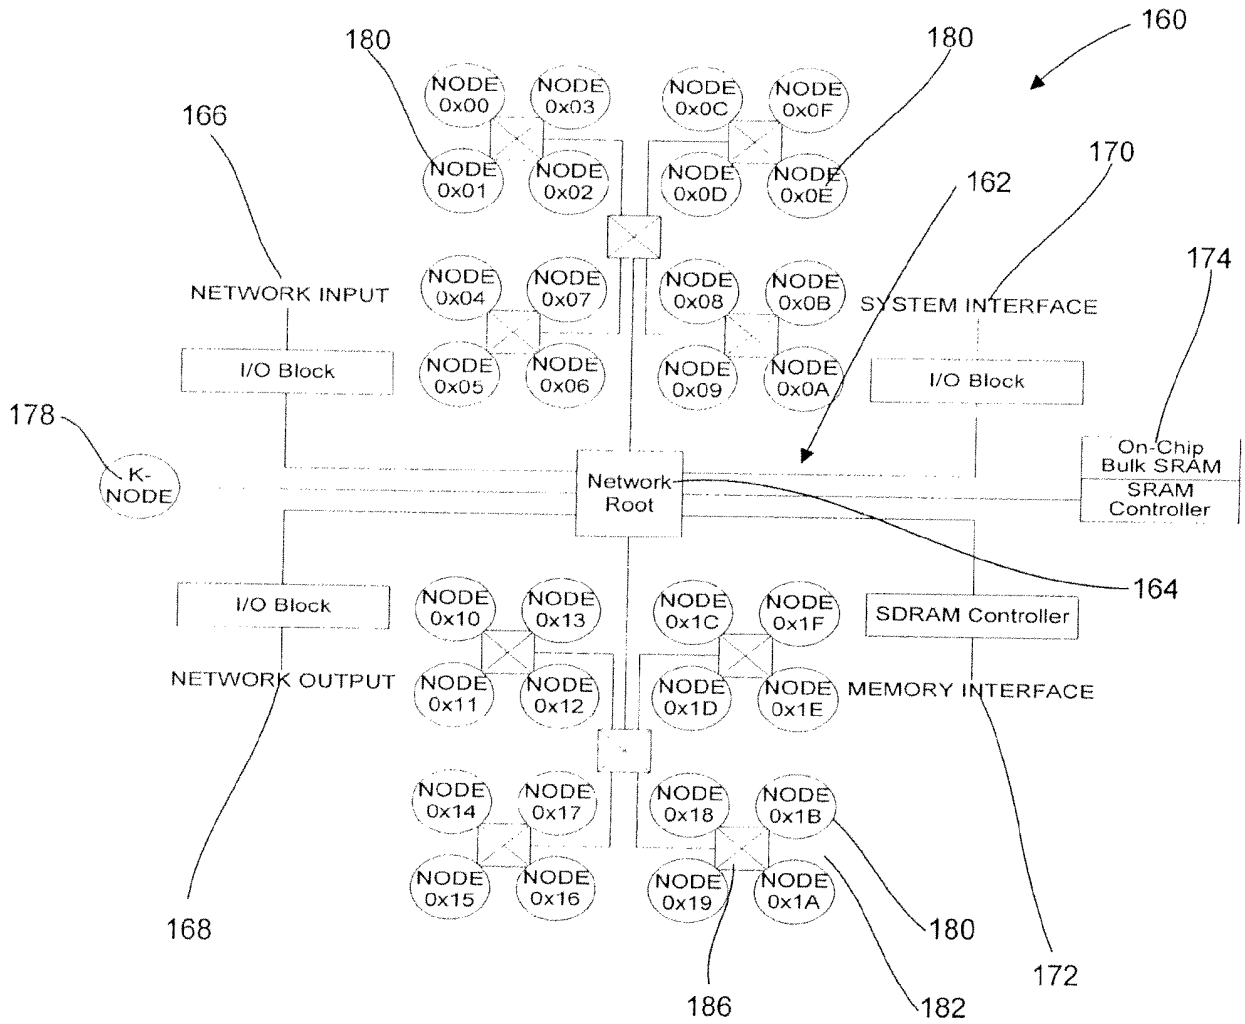 180
180
160
166
170
162
174
NODE
0x00
NODE
0x03
NODE
0x0C
NODE
0x0F
NODE
0x01
NODE
0x02
NODE
0x0D
NODE
0x0E
NODE
0x04
NODE
0x07
NODE
0x08
NODE
0x0B
NETWORK INPUT
SYSTEM INTERFACE
NODE
0x05
NODE
0x06
NODE
0x09
NODE
0x0A
I/O Block
I/O Block
178
K-
NODE
Network
Root
On-Chip
Bulk SRAM
SRAM
Controller
164
I/O Block
SDRAM Controller
NODE
0x10
NODE
0x13
NODE
0x1C
NODE
0x1F
NETWORK OUTPUT
MEMORY INTERFACE
NODE
0x11
NODE
0x12
NODE
0x1D
NODE
0x1E
NODE
0x14
NODE
0x17
NODE
0x18
NODE
0x1B
NODE
0x15
NODE
0x16
NODE
0x19
NODE
0x1A
168
180
172
186
182